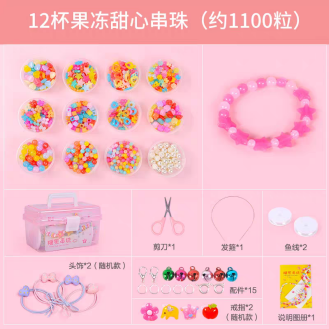 12杯果冻甜心串珠（约1100粒）
剪刀*1
发箍*1
鱼线*2
头饰*2（随机款）
配件*15
戒指*2
（随机款）
说明图册*1